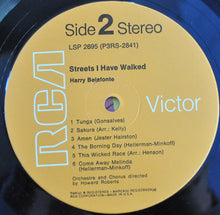 Side 2 Stereo
LSP 2695 (P3RS-2841)
Streets I Have Walked
Harry Belafonte
RCA
Victor
1 Tunga (Gonsalves)
2 Sakura (Arr.: Kelly)
3 Amen (Jester Hairston)
4 The Borning Day (Hellerman-Minkoff)
5 This Wicked Race (Arr.: Henson)
6 Come Away Melinda
(Hellerman-Minkoff)
Orchestra and Chorus directed by
Howard Roberts